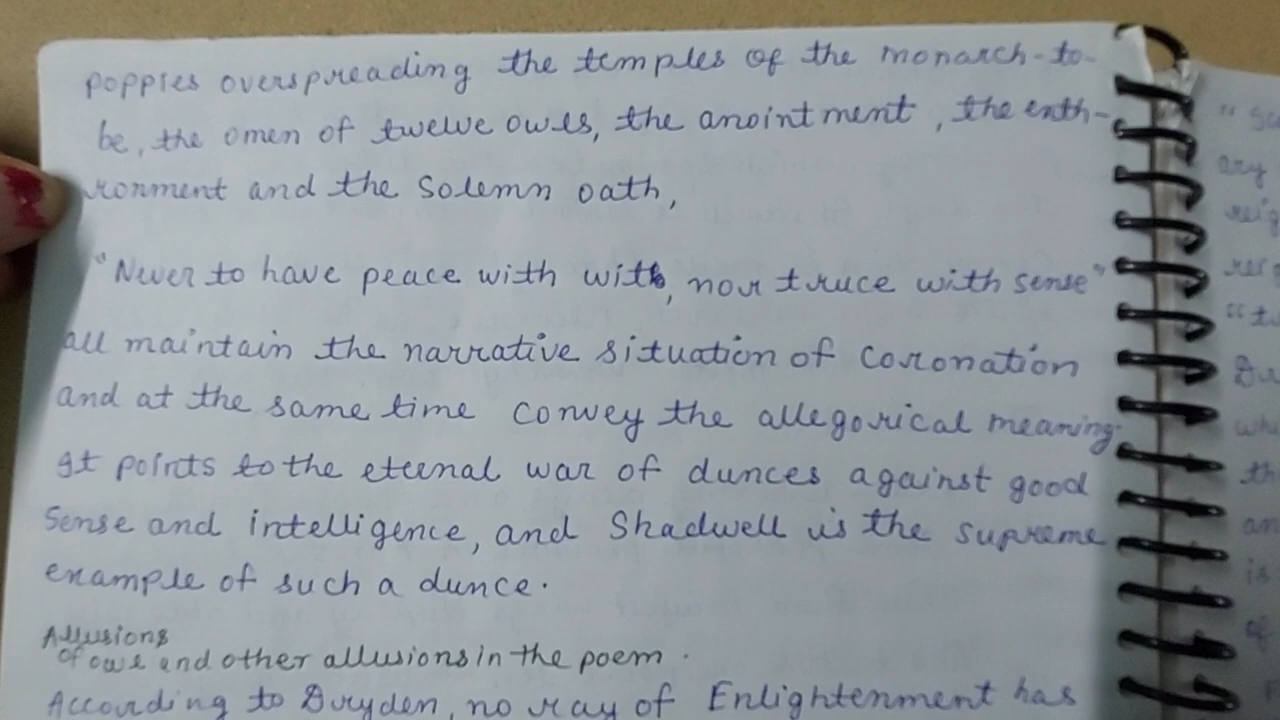 poppies overspreading the temples of the monarch-to-
be, the omen of twelve owls, the anointment, the enth-
ronment and the solemn oath,
"Never to have peace with wit, nor truce with sense"
all maintain the narrative situation of coronation
and at the same time convey the allegorical meaning.
It points to the eternal war of dunces against good
sense and intelligence, and Shadwell is the supreme
example of such a dunce.
Allusions
of owl and other allusions in the poem.
According to Dryden, no ray of Enlightenment has